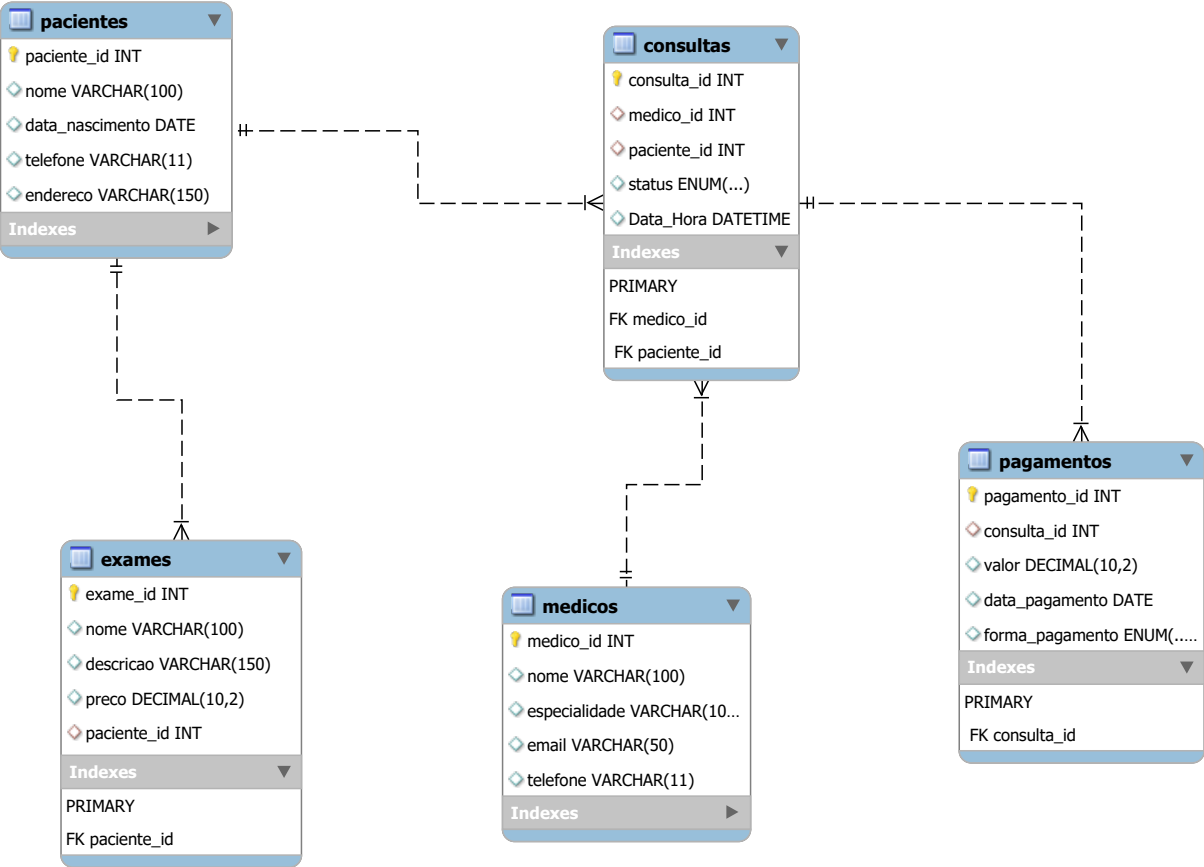 pacientes
paciente_id INT
nome VARCHAR(100)
data_nascimento DATE
telefone VARCHAR(11)
endereco VARCHAR(150)
Indexes
consultas
consulta_id INT
medico_id INT
paciente_id INT
status ENUM(...)
Data_Hora DATETIME
Indexes
PRIMARY
FK medico_id
FK paciente_id
exames
exame_id INT
nome VARCHAR(100)
descricao VARCHAR(150)
preco DECIMAL(10,2)
paciente_id INT
Indexes
PRIMARY
FK paciente_id
medicos
medico_id INT
nome VARCHAR(100)
especialidade VARCHAR(10...
email VARCHAR(50)
telefone VARCHAR(11)
Indexes
pagamentos
pagamento_id INT
consulta_id INT
valor DECIMAL(10,2)
data_pagamento DATE
forma_pagamento ENUM(.....
Indexes
PRIMARY
FK consulta_id